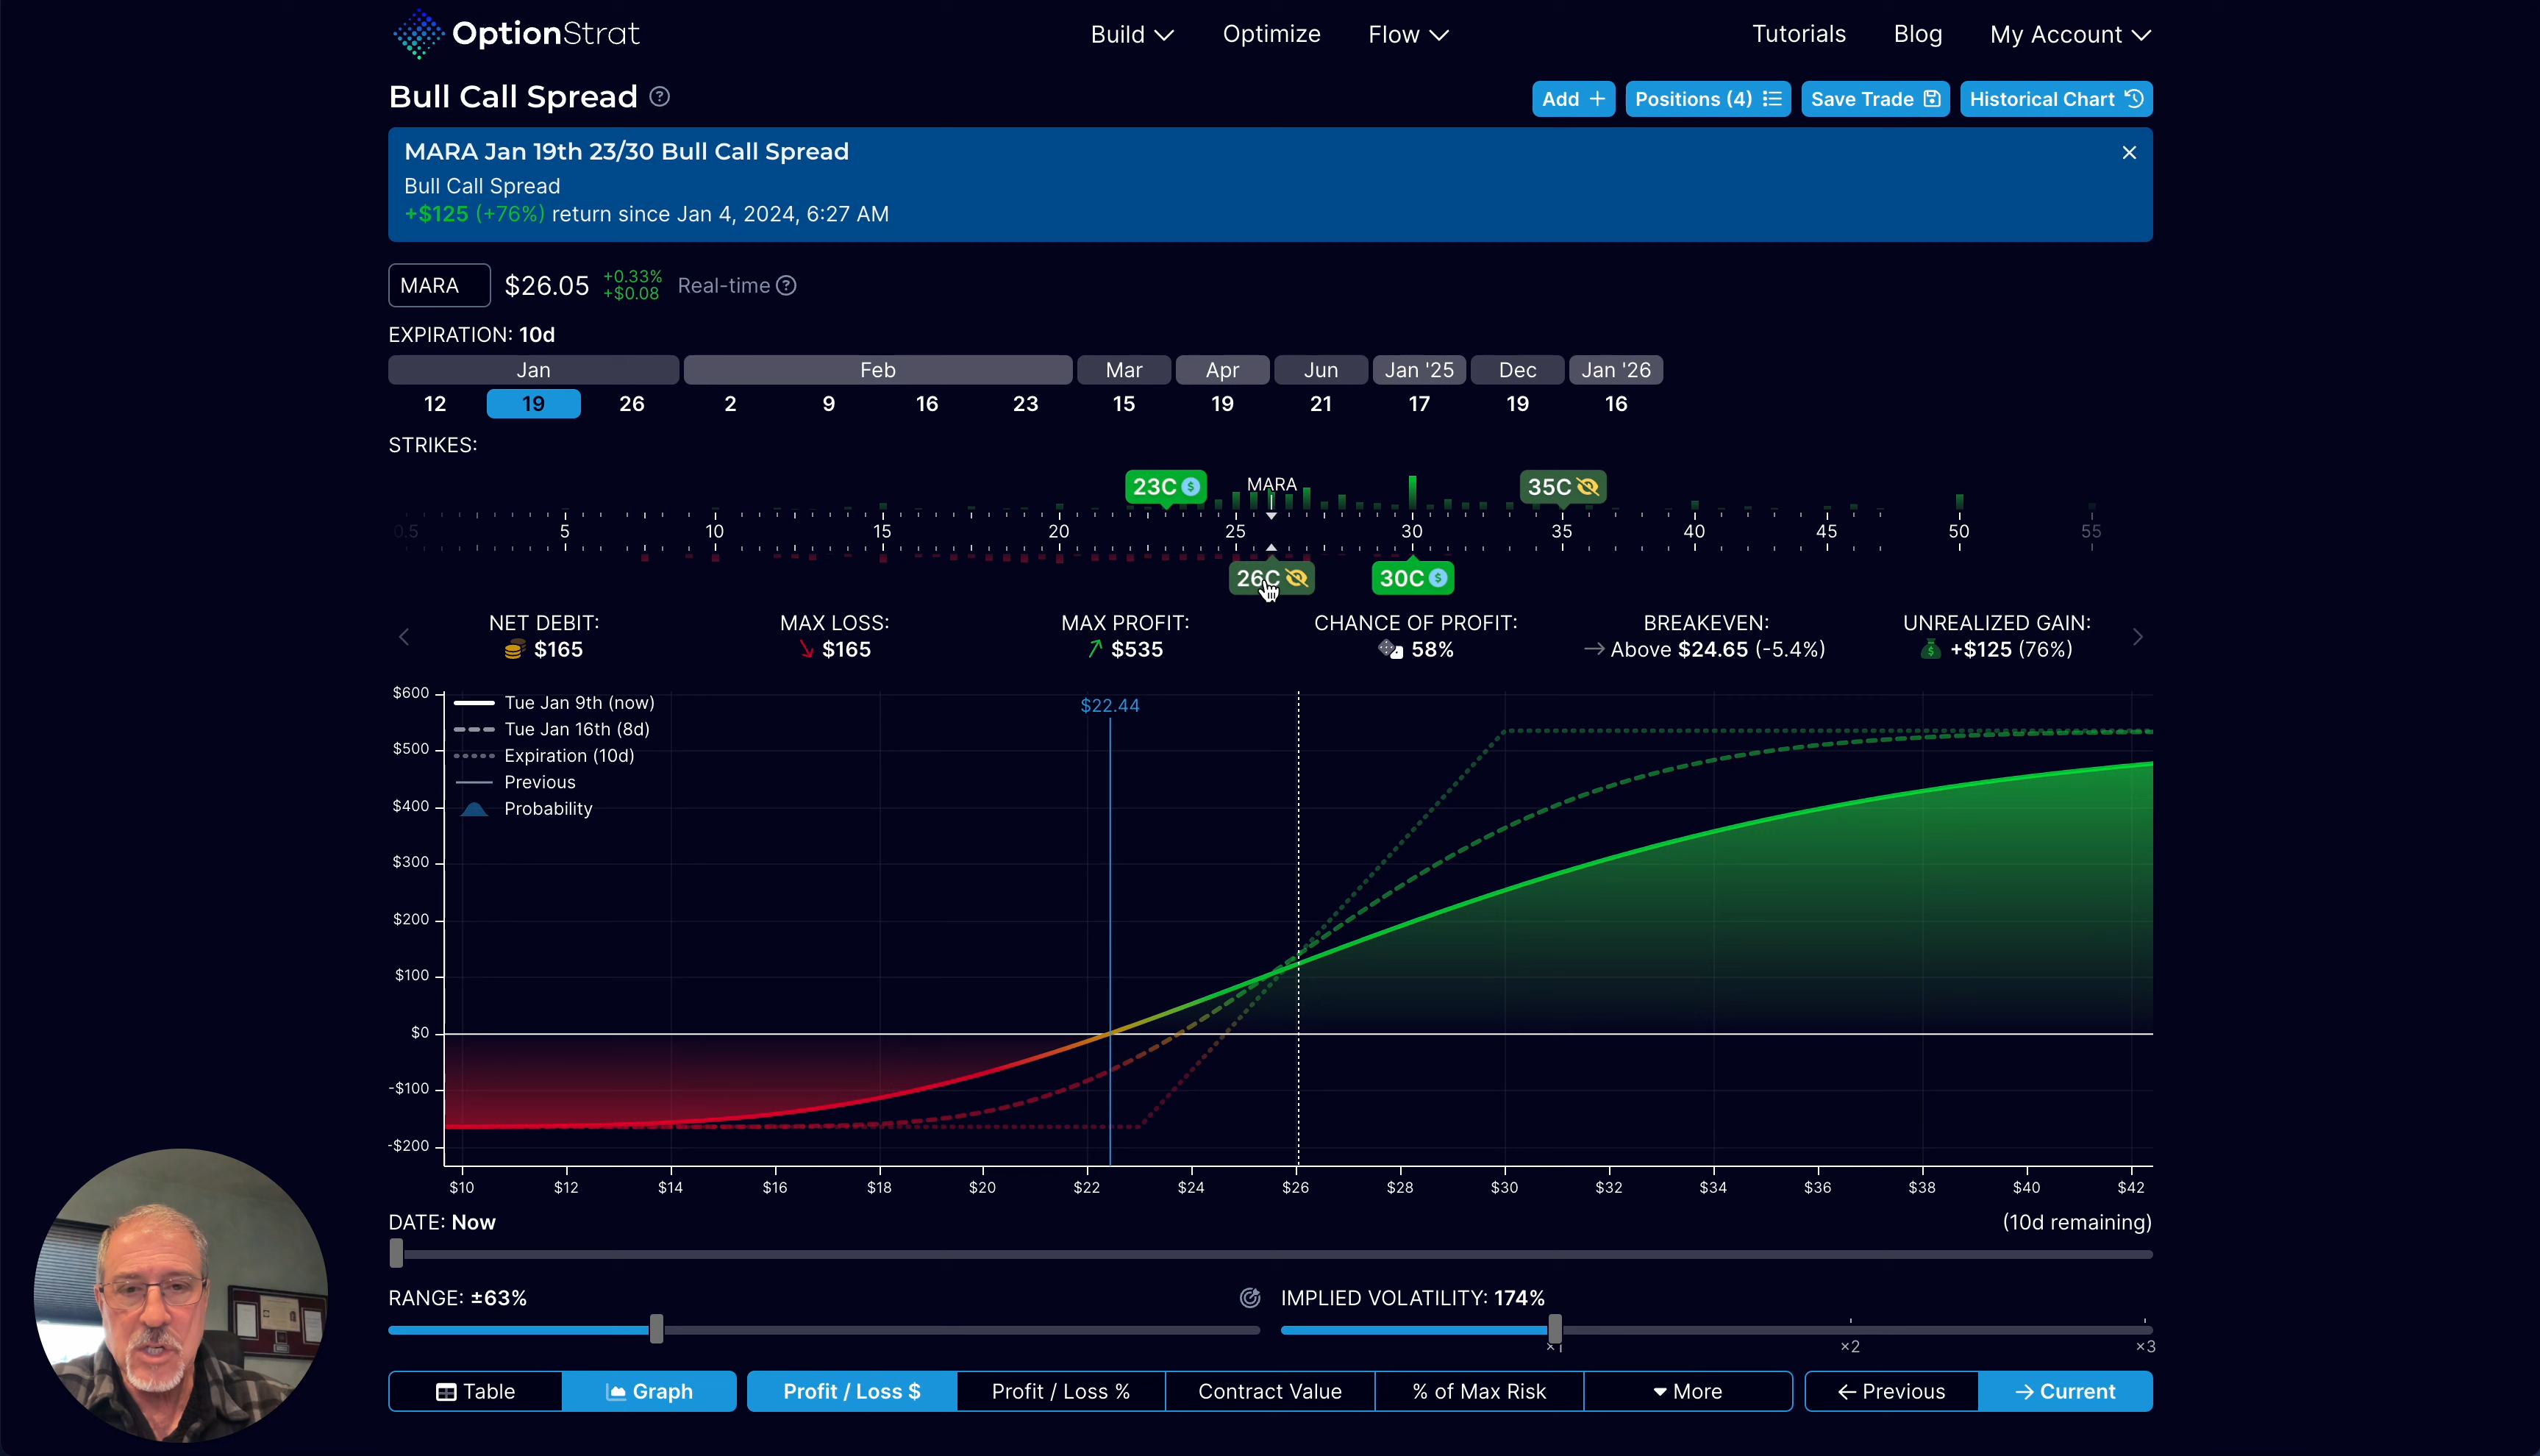 OptionStrat
Build Optimize Flow
Tutorials Blog My Account
Bull Call Spread ?
Add + Positions (4) Save Trade Historical Chart
MARA Jan 19th 23/30 Bull Call Spread
Bull Call Spread
+$125 (+76%) return since Jan 4, 2024, 6:27 AM
MARA $26.05 +0.33% Real-time ?
+$0.08
EXPIRATION: 10d
Jan Feb Mar Apr Jun Jan '25 Dec Jan '26
12 19 26 2 9 16 23 15 19 21 17 19 16
STRIKES:
23C $ MARA 35C
0.5 5 10 15 20 25 30 35 40 45 50 55
26C 30C $
NET DEBIT: MAX LOSS: MAX PROFIT: CHANCE OF PROFIT: BREAKEVEN: UNREALIZED GAIN:
$165 $165 $535 58% Above $24.65 (-5.4%) +$125 (76%)
$600
$500
$400
$300
$200
$100
$0
-$100
-$200
Tue Jan 9th (now)
Tue Jan 16th (8d)
Expiration (10d)
Previous
Probability
$22.44
$10 $12 $14 $16 $18 $20 $22 $24 $26 $28 $30 $32 $34 $36 $38 $40 $42
DATE: Now (10d remaining)
RANGE: ±63% IMPLIED VOLATILITY: 174%
×1 ×2 ×3
Table Graph Profit / Loss $ Profit / Loss % Contract Value % of Max Risk More Previous Current